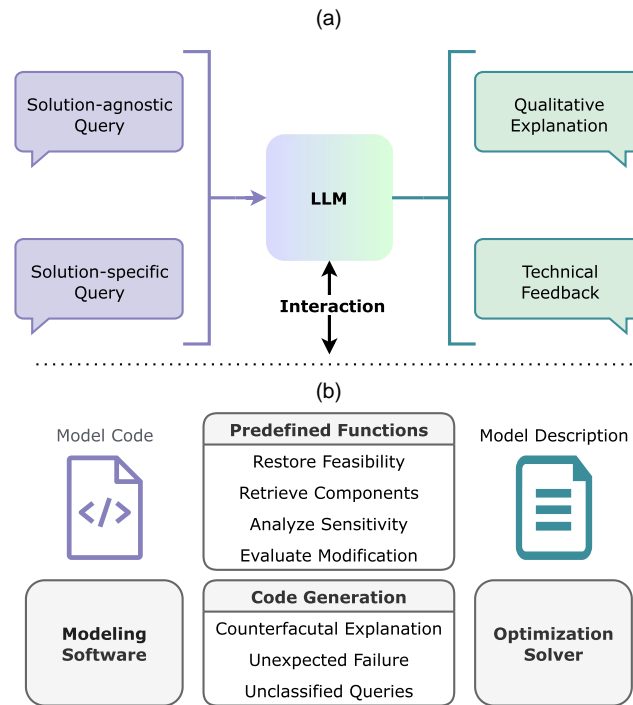 (a)
Solution-agnostic
Query
Qualitative
Explanation
LLM
Solution-specific
Query
Technical
Feedback
Interaction
(b)
Model Code
Predefined Functions
Restore Feasibility
Retrieve Components
Analyze Sensitivity
Evaluate Modification
Model Description
</>
Modeling
Software
Code Generation
Counterfacutal Explanation
Unexpected Failure
Unclassified Queries
Optimization
Solver